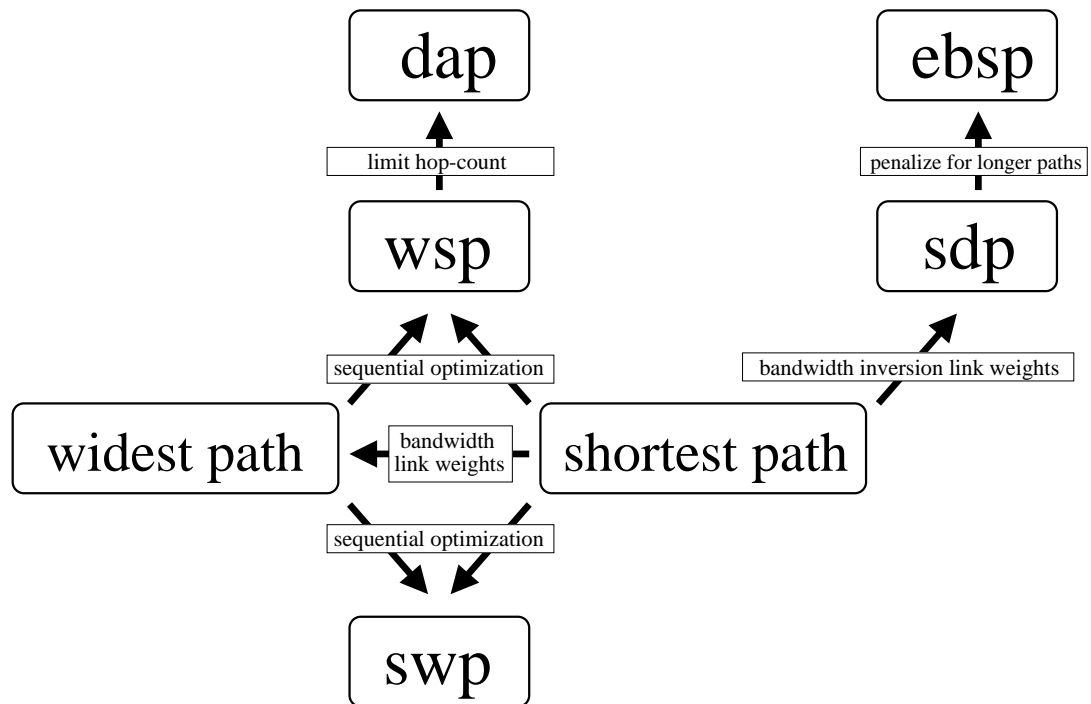 dap
ebsp
limit hop-count
penalize for longer paths
wsp
sdp
sequential optimization
bandwidth inversion link weights
widest path
bandwidth
link weights
shortest path
sequential optimization
swp